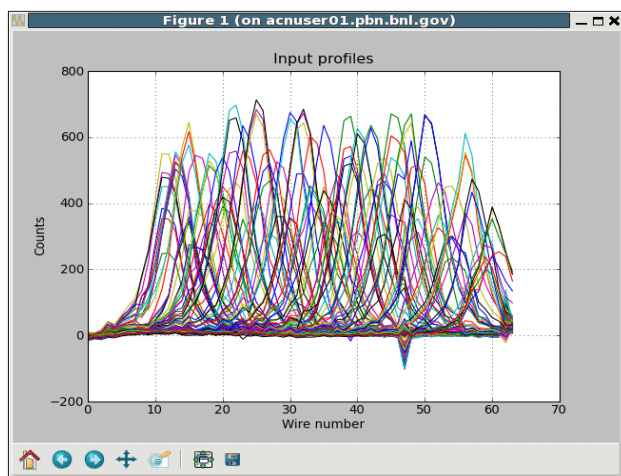 Figure 1 (on acnuser01.pbn.bnl.gov)
Input profiles
800
600
400
200
0
−200
Counts
0 10 20 30 40 50 60 70
Wire number